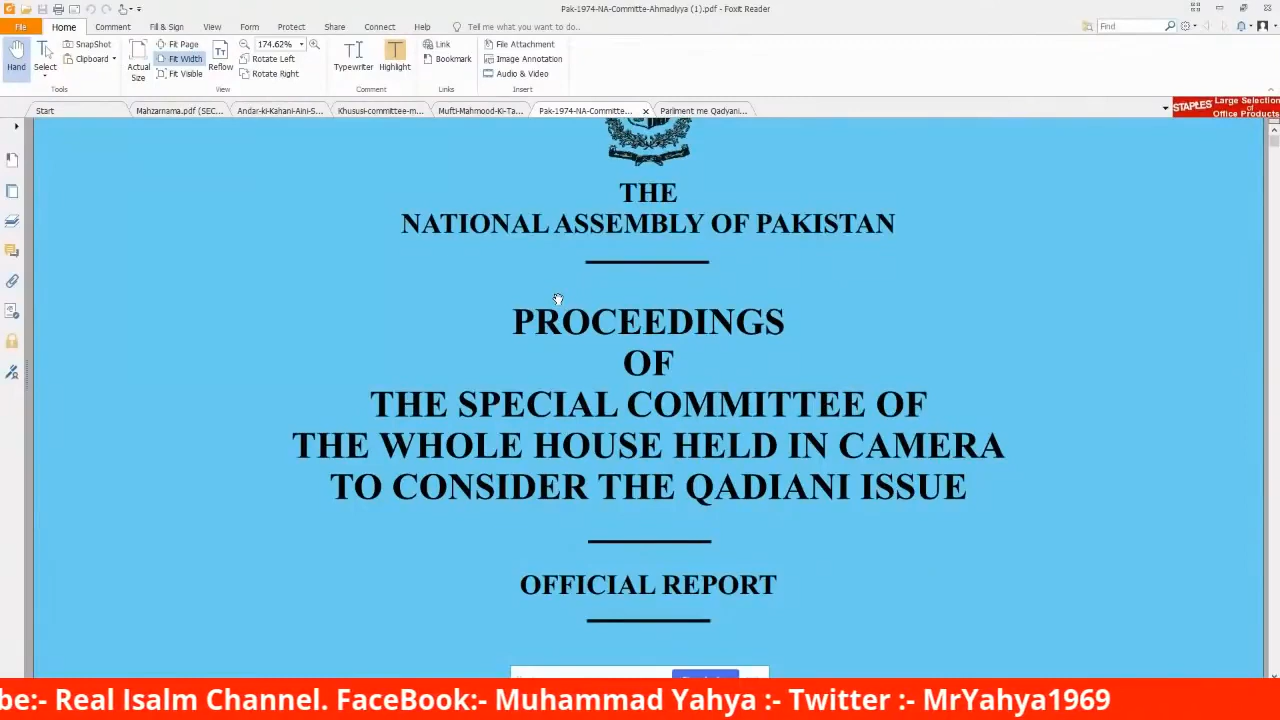 Pak-1974-NA-Committe-Ahmadiyya (1).pdf - Foxit Reader
File Home Comment Fill & Sign View Form Protect Share Connect Help Tell me what you want to do.. Find
Hand Select SnapShot Clipboard Actual Size Fit Page Fit Width Fit Visible Reflow 174.62% Rotate Left Rotate Right Typewriter Highlight Link Bookmark File Attachment Image Annotation Audio & Video
Tools View Comment Links Insert
Start Mahzarnama.pdf (SEC... Andar-ki-Kahani-Aini-S... Khususi-committee-m... Mufti-Mahmood-Ki-Ta... Pak-1974-NA-Committe... Parliment me Qadyani...
STAPLES Large Selection of Office Products
THE
NATIONAL ASSEMBLY OF PAKISTAN
PROCEEDINGS
OF
THE SPECIAL COMMITTEE OF
THE WHOLE HOUSE HELD IN CAMERA
TO CONSIDER THE QADIANI ISSUE
OFFICIAL REPORT
be:- Real Isalm Channel. FaceBook:- Muhammad Yahya :- Twitter :- MrYahya1969